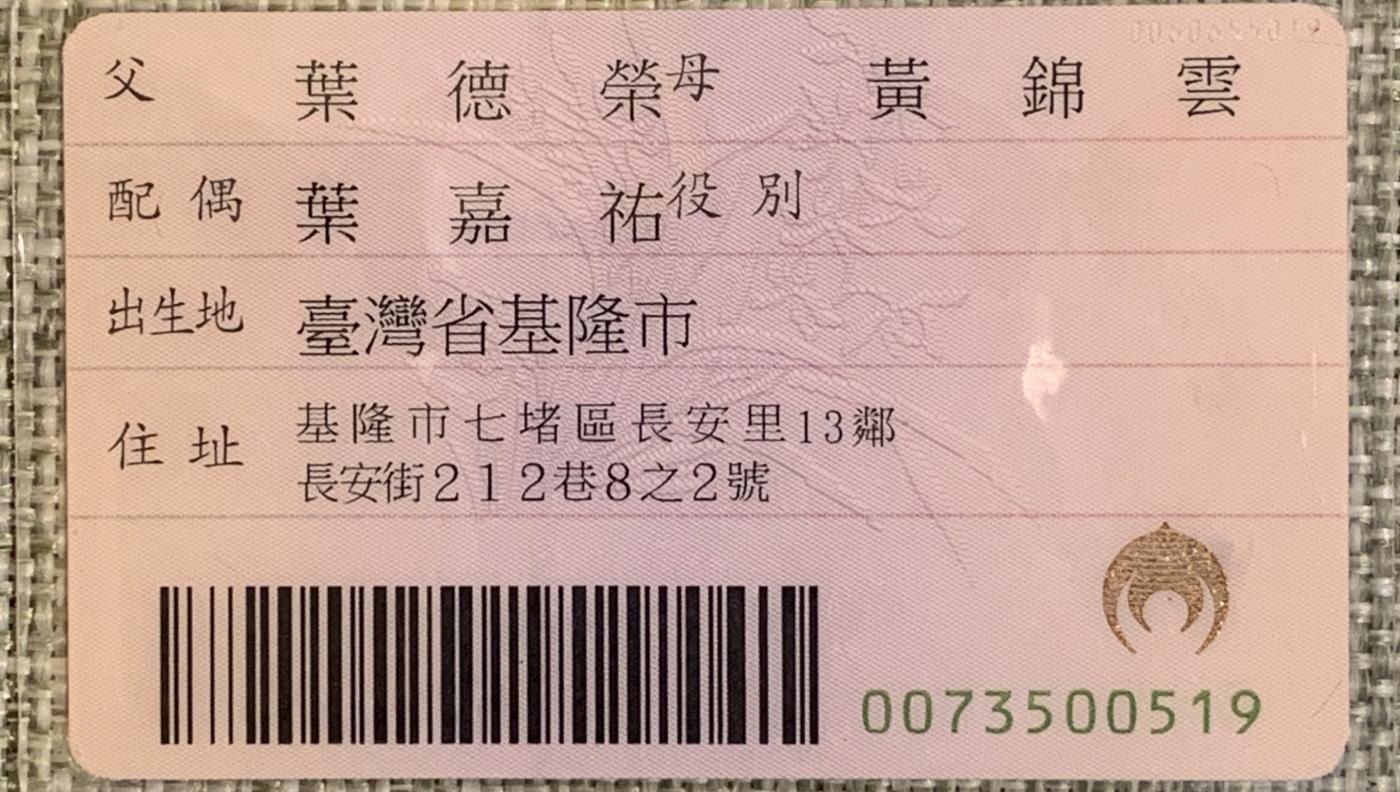 父 葉德榮 母 黃錦雲
配偶 葉嘉祐 役別
出生地 臺灣省基隆市
住址 基隆市七堵區長安里13鄰
長安街212巷8之2號
0073500519